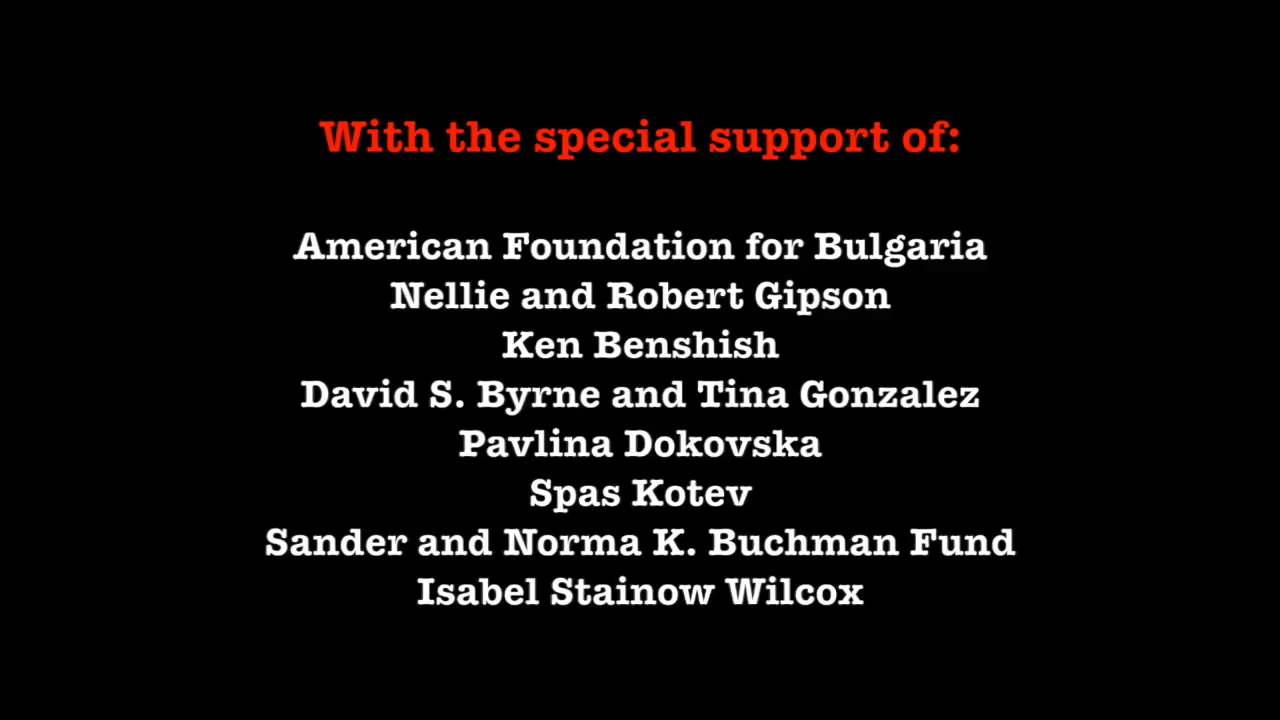 With the special support of:
American Foundation for Bulgaria
Nellie and Robert Gipson
Ken Benshish
David S. Byrne and Tina Gonzalez
Pavlina Dokovska
Spas Kotev
Sander and Norma K. Buchman Fund
Isabel Stainow Wilcox